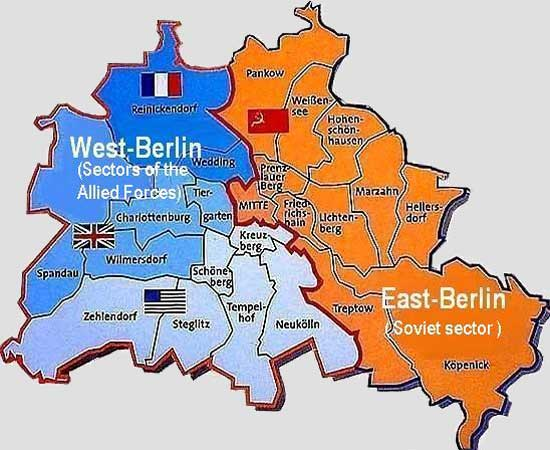 Pankow
Weißen-
see
Hohen-
schön-
hausen
Reinickendorf
West-Berlin
(Sectors of the
Allied Forces)
Wedding
Prenz-
lauer
Berg
Marzahn
Hellers-
dorf
Tier-
garten
MITTE
Fried-
richs-
hain
Lichten-
berg
Charlottenburg
Kreuz-
berg
Wilmersdorf
Spandau
Schöne-
berg
East-Berlin
(Soviet sector )
Treptow
Tempel-
hof
Zehlendorf
Steglitz
Neukölln
Köpenick